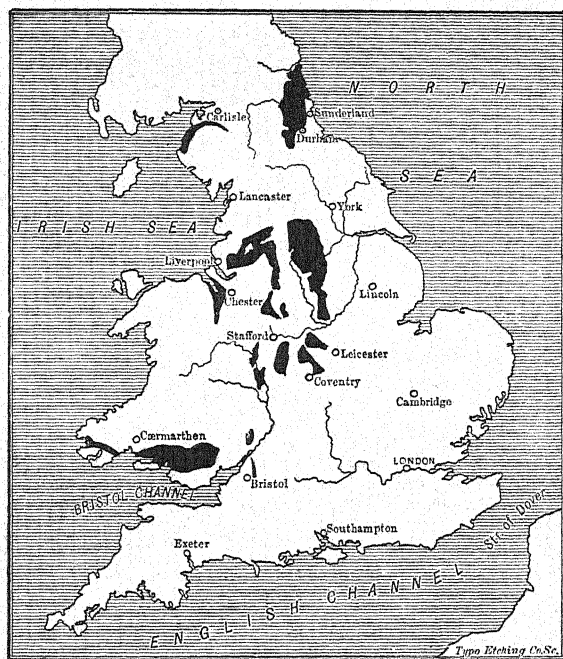 NORTH
SEA
Carlisle
Sunderland
Durham
Lancaster
York
IRISH SEA
Liverpool
Chester
Lincoln
Stafford
Leicester
Coventry
Cambridge
Cærmarthen
LONDON
BRISTOL CHANNEL
Bristol
Southampton
Str. of Dover
Exeter
ENGLISH CHANNEL
Typo Etching Co. Sc.